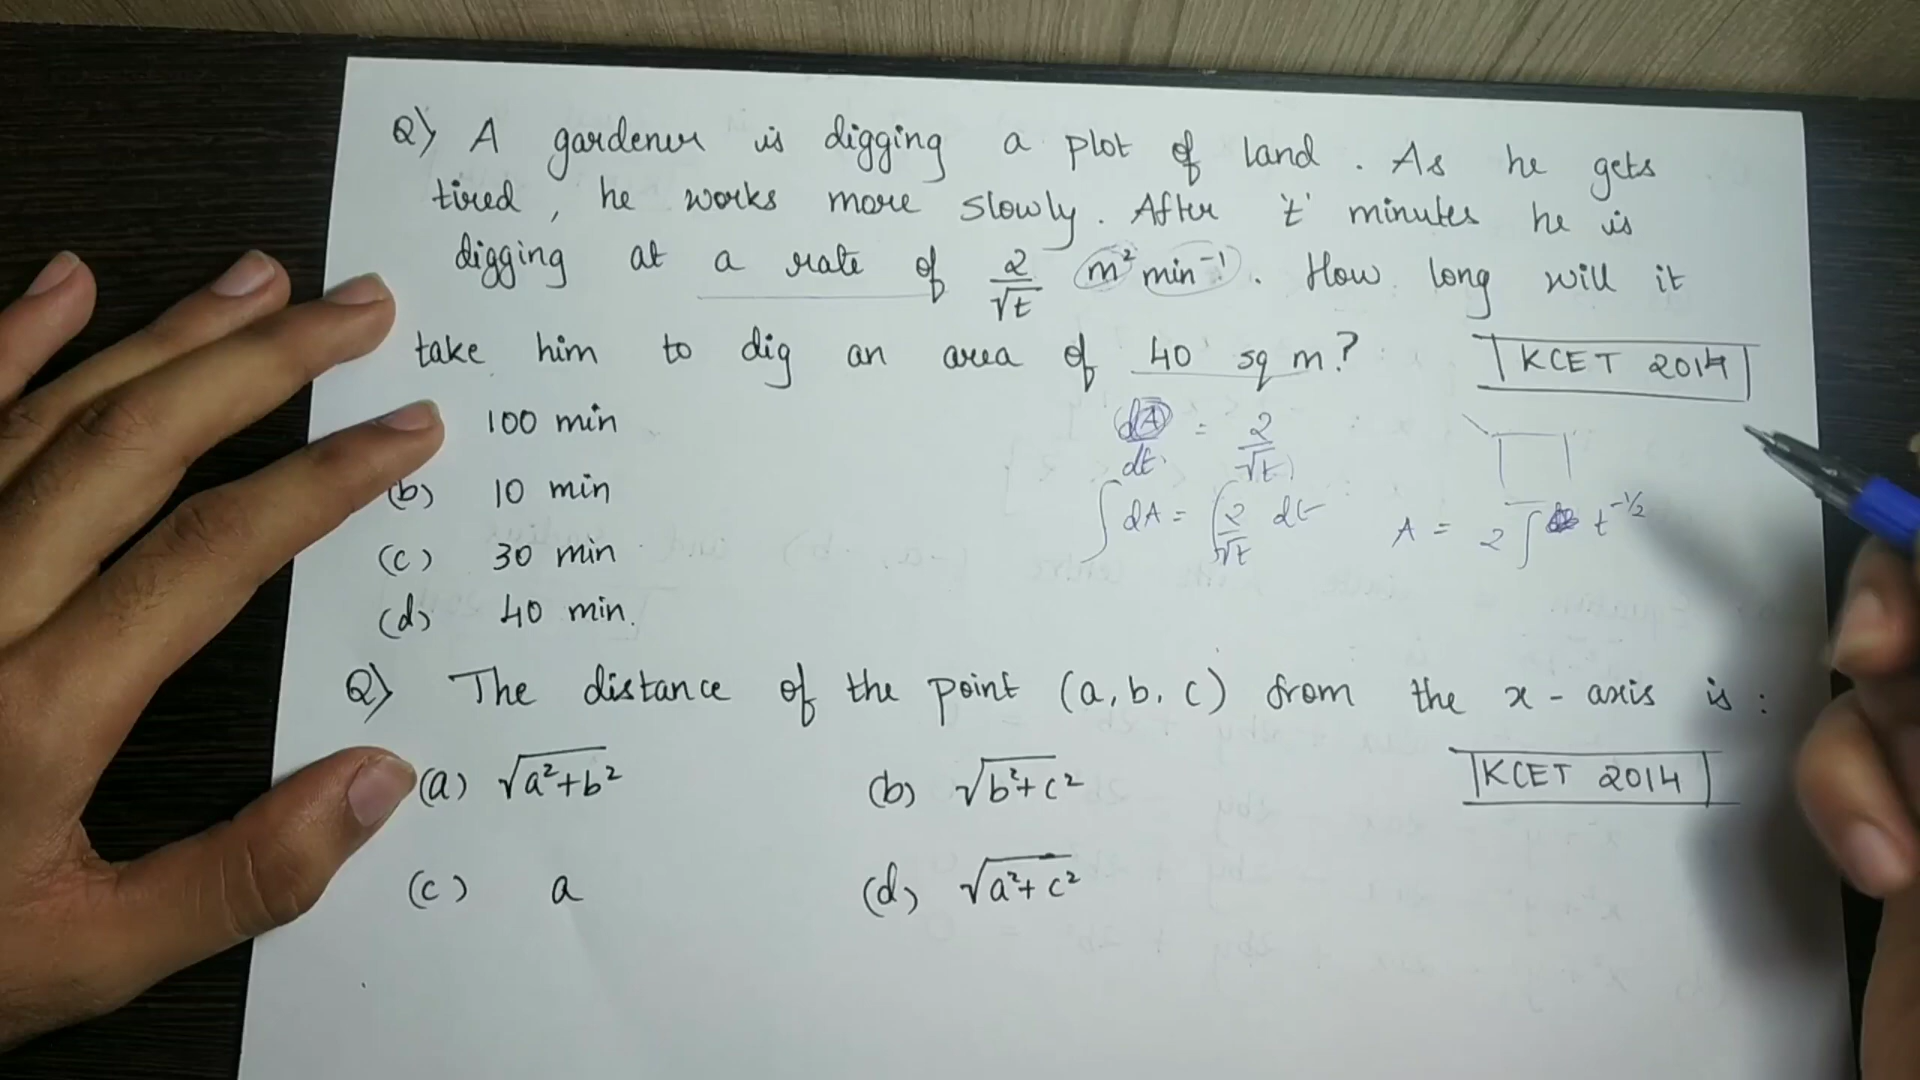 Q) A gardener is digging a plot of land. As he gets
tired, he works more slowly. After 't' minutes he is
digging at a rate of 2/√t m² min⁻¹. How long will it
take him to dig an area of 40 sq m?
KCET 2014
100 min
(b) 10 min
(c) 30 min
(d) 40 min.
dA/dt = 2/√t
∫dA = ∫2/√t dt
A = 2∫ t^-1/2
Q) The distance of the point (a, b, c) from the x-axis is:
KCET 2014
(a) √a²+b² (b) √b²+c²
(c) a (d) √a²+c²